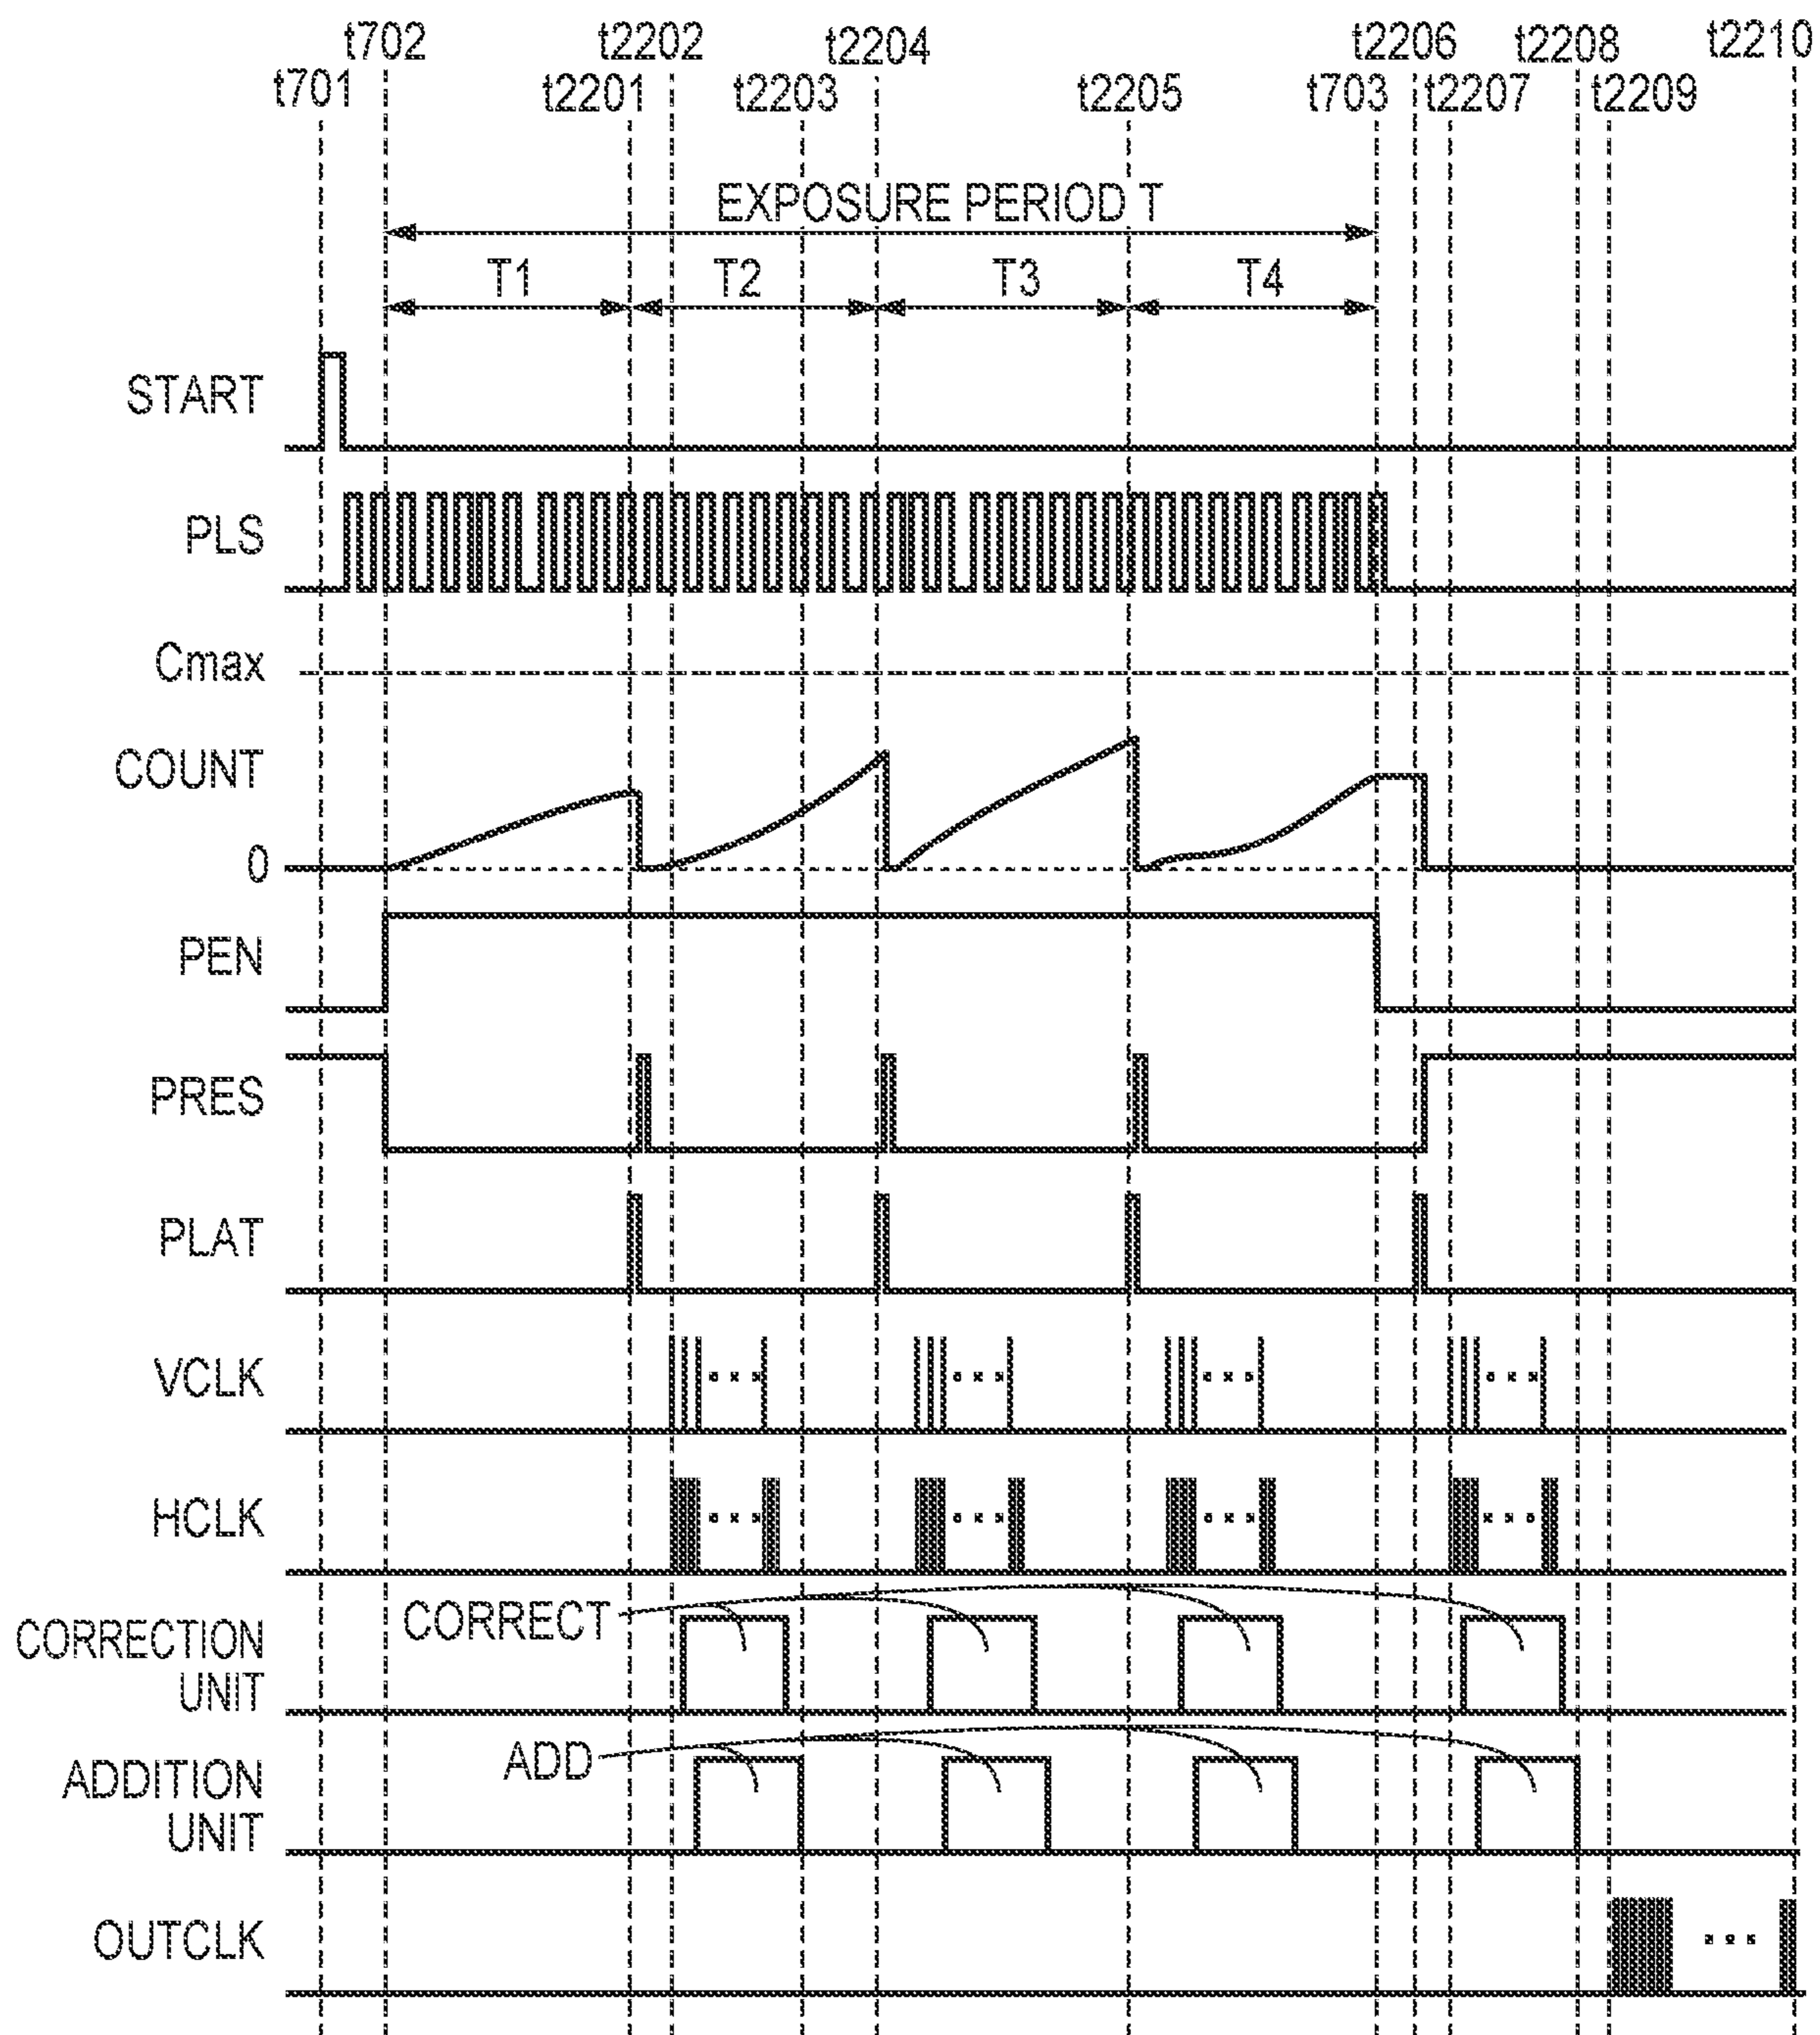 t702 t2202 t2204 t2206 t2208 t2210
t701 t2201 t2203 t2205 t703 t2207 t2209
EXPOSURE PERIOD T
T1 T2 T3 T4
START
PLS
Cmax
COUNT
0
PEN
PRES
PLAT
VCLK
HCLK
CORRECT
CORRECTION
UNIT
ADD
ADDITION
UNIT
OUTCLK